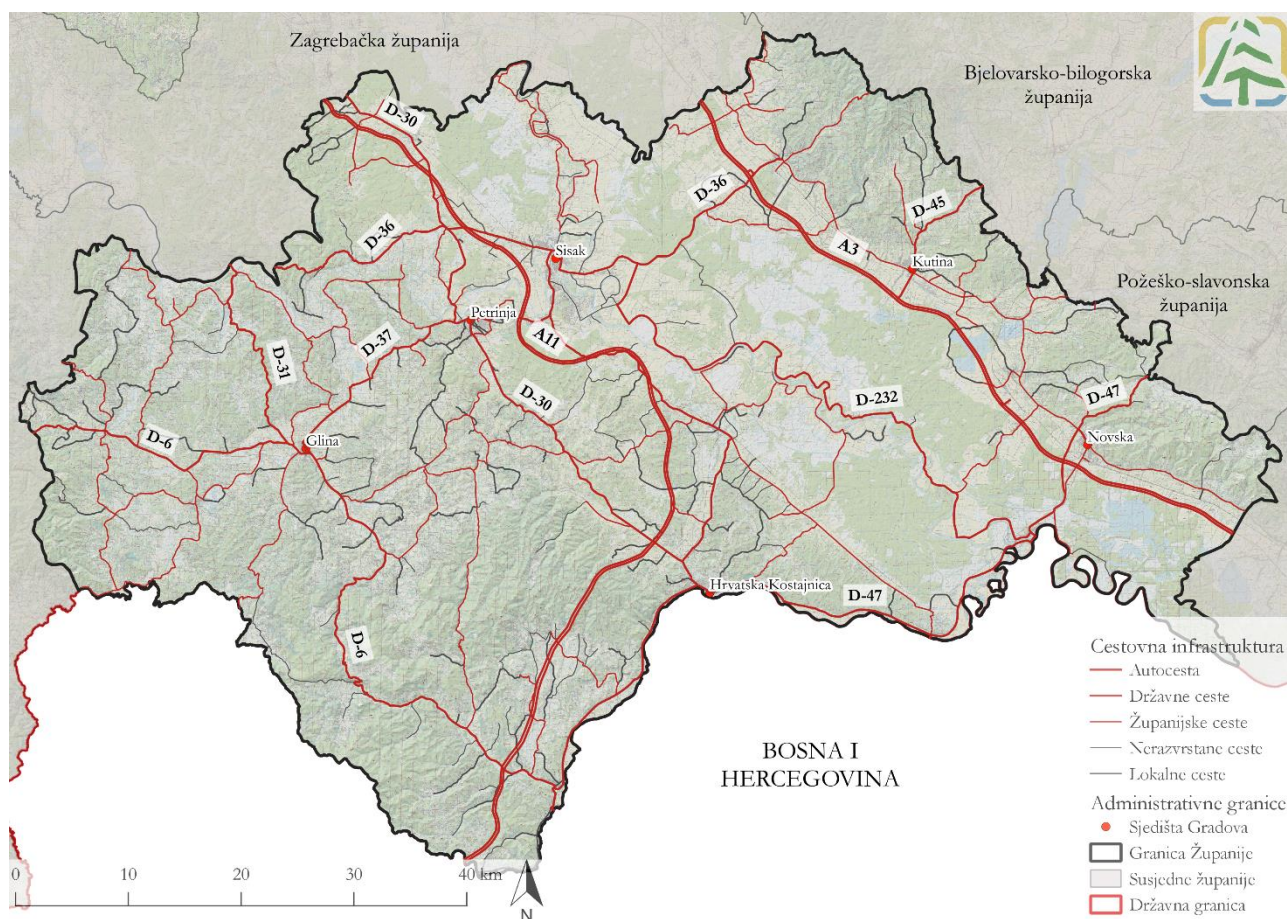 Zagrebačka županija
Bjelovarsko-bilogorska
županija
D-30
D-36
D-45
D-36
Sisak
A3
Kutina
Požeško-slavonska
županija
Petrinja
D-37
A11
D-31
D-30
D-232
D-47
D-6
Glina
Novska
Hrvatska Kostajnica
D-47
D-6
BOSNA I
HERCEGOVINA
Cestovna infrastruktura
Autocesta
Državne ceste
Županijske ceste
Nerazvrstane ceste
Lokalne ceste
Administrativne granice
Sjedišta Gradova
Granica Županije
Susjedne županije
Državna granica
0 10 20 30 40 km
N